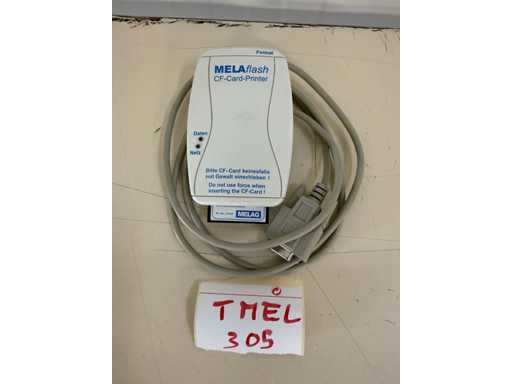 Format
MELAflash
CF-Card-Printer
Daten
Netz
Bitte CF-Card keinesfalls
mit Gewalt einschieben !
Do not use force when
inserting the CF-Card !
MELAG
TMEL
305